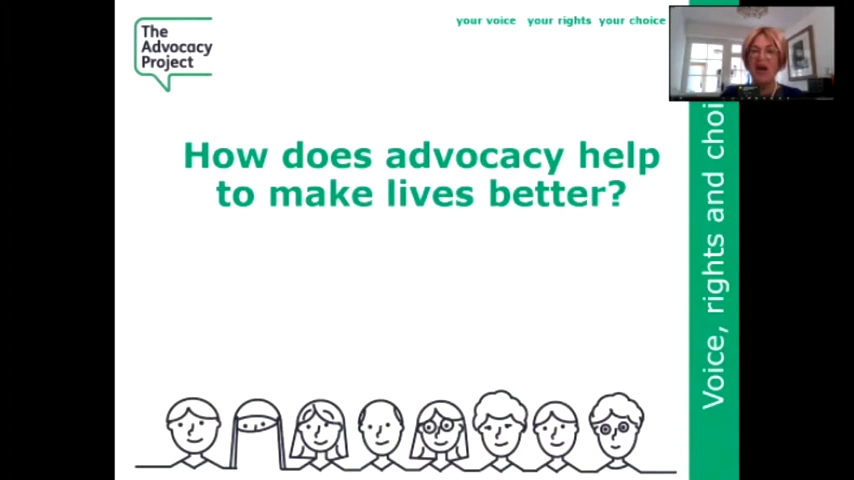 The
Advocacy
Project
your voice your rights your choice
How does advocacy help
to make lives better?
Voice, rights and choi